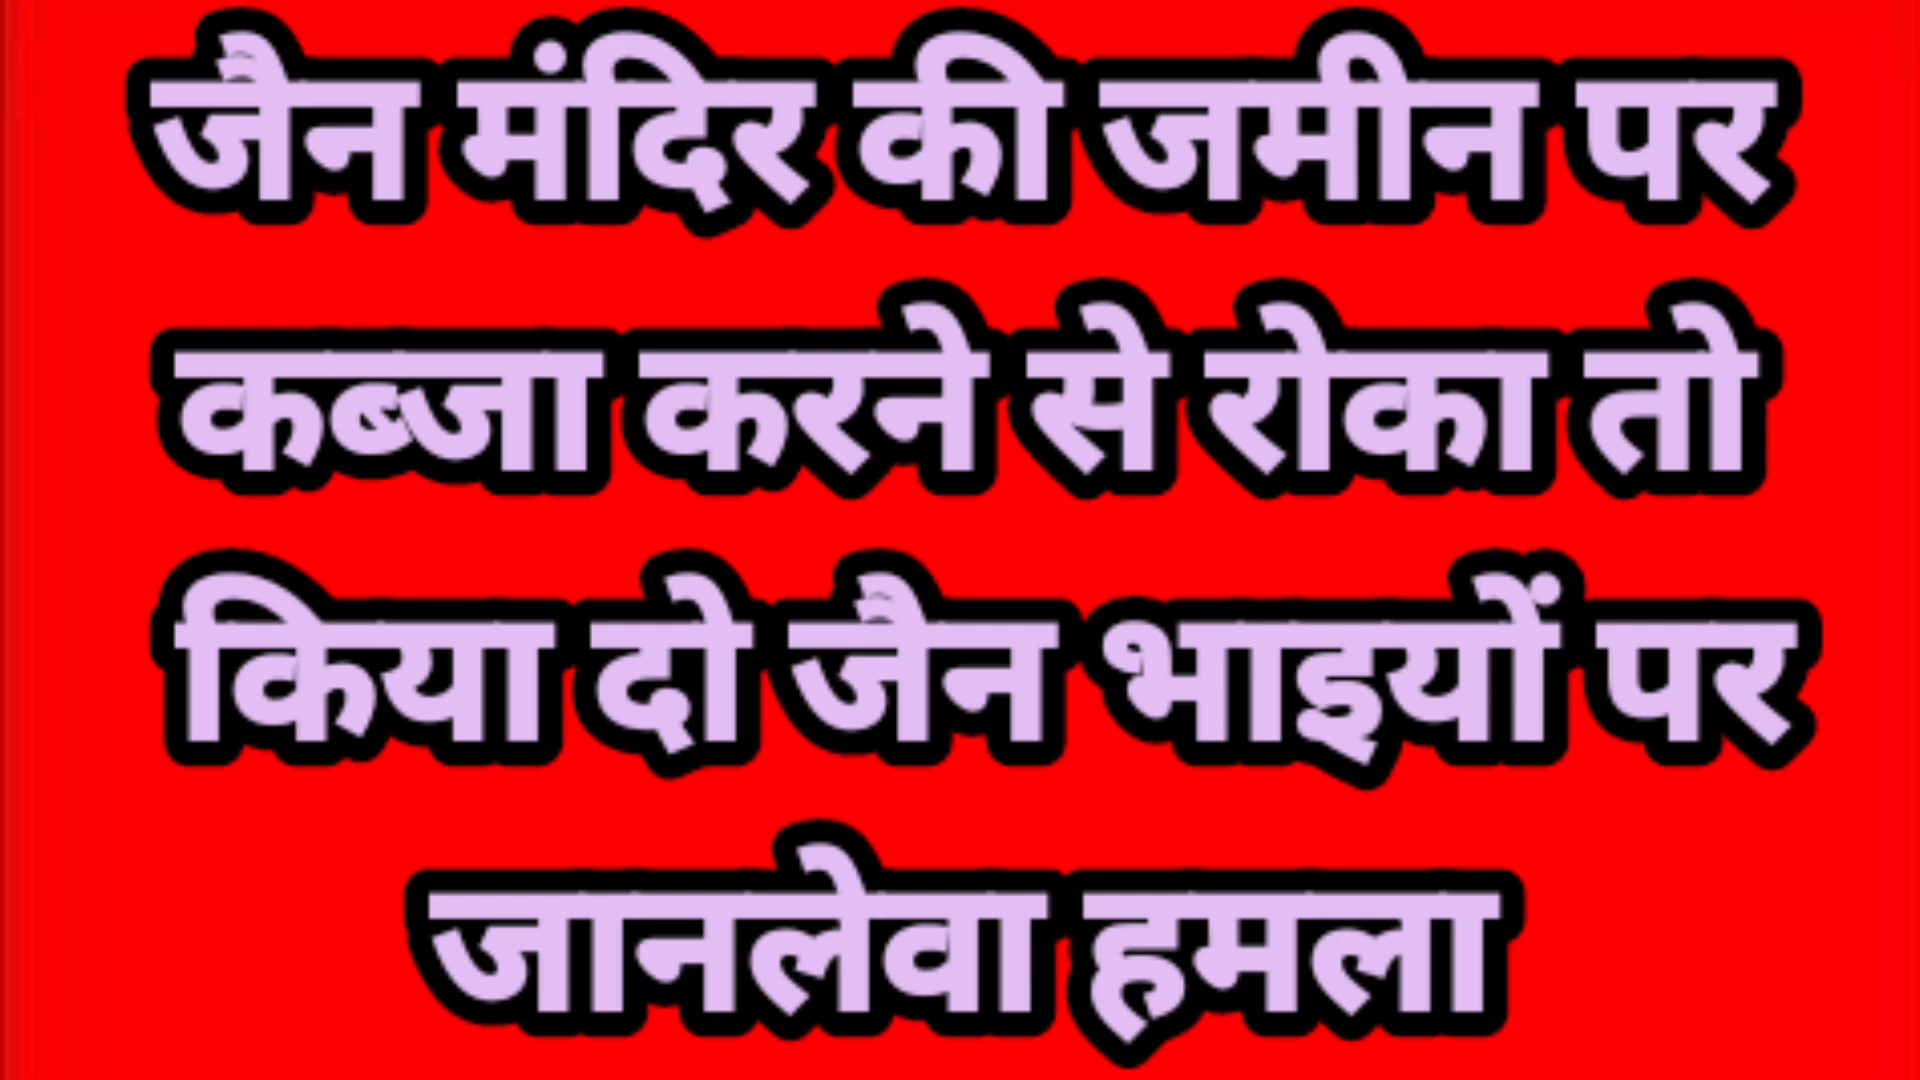 जैन मंदिर की जमीन पर
कब्जा करने से रोका तो
किया दो जैन भाइयों पर
जानलेवा हमला